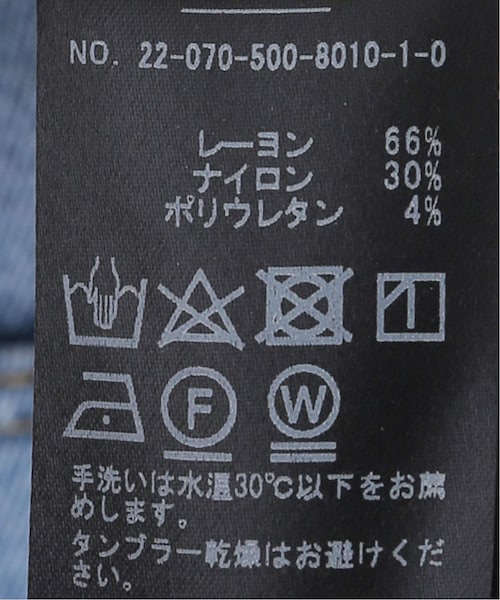 NO. 22-070-500-8010-1-0
レーヨン 66%
ナイロン 30%
ポリウレタン 4%
F W
手洗いは水温30℃以下をお薦
めします。
タンブラー乾燥はお避けくだ
さい。